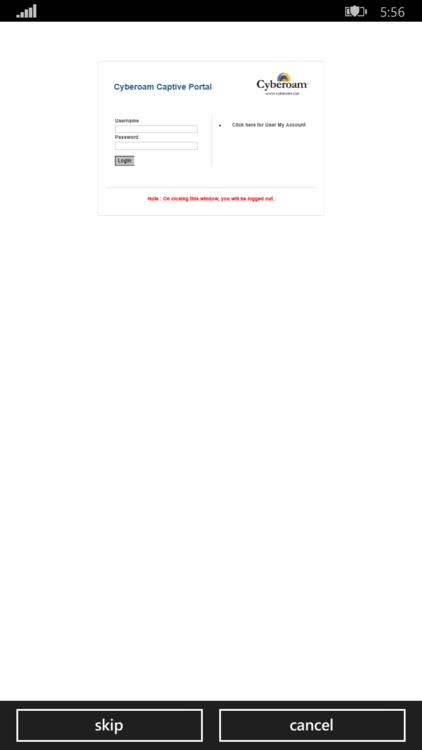 5:56
Cyberoam Captive Portal
Cyberoam
www.cyberoam.com
Username
Password
Login
Click here for User My Account
Note : On closing this window, you will be logged out.
skip
cancel